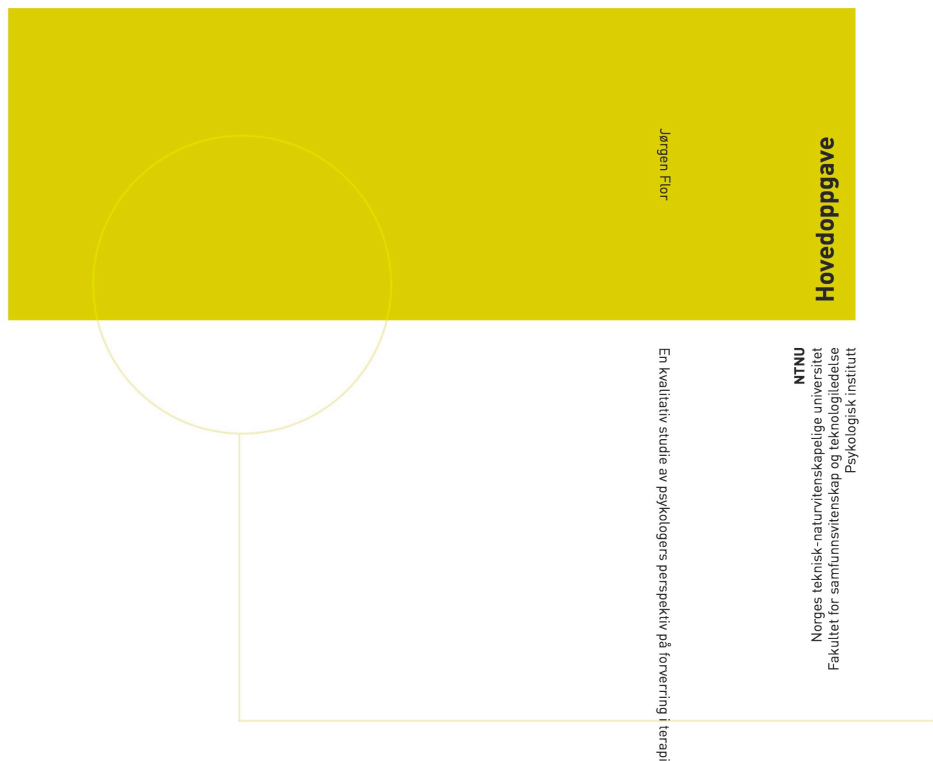 Jørgen Flor
En kvalitativ studie av psykologers perspektiv på forverring i terapi
Hovedoppgave
NTNU
Norges teknisk-naturvitenskapelige universitet
Fakultet for samfunnsvitenskap og teknologiledelse
Psykologisk institutt